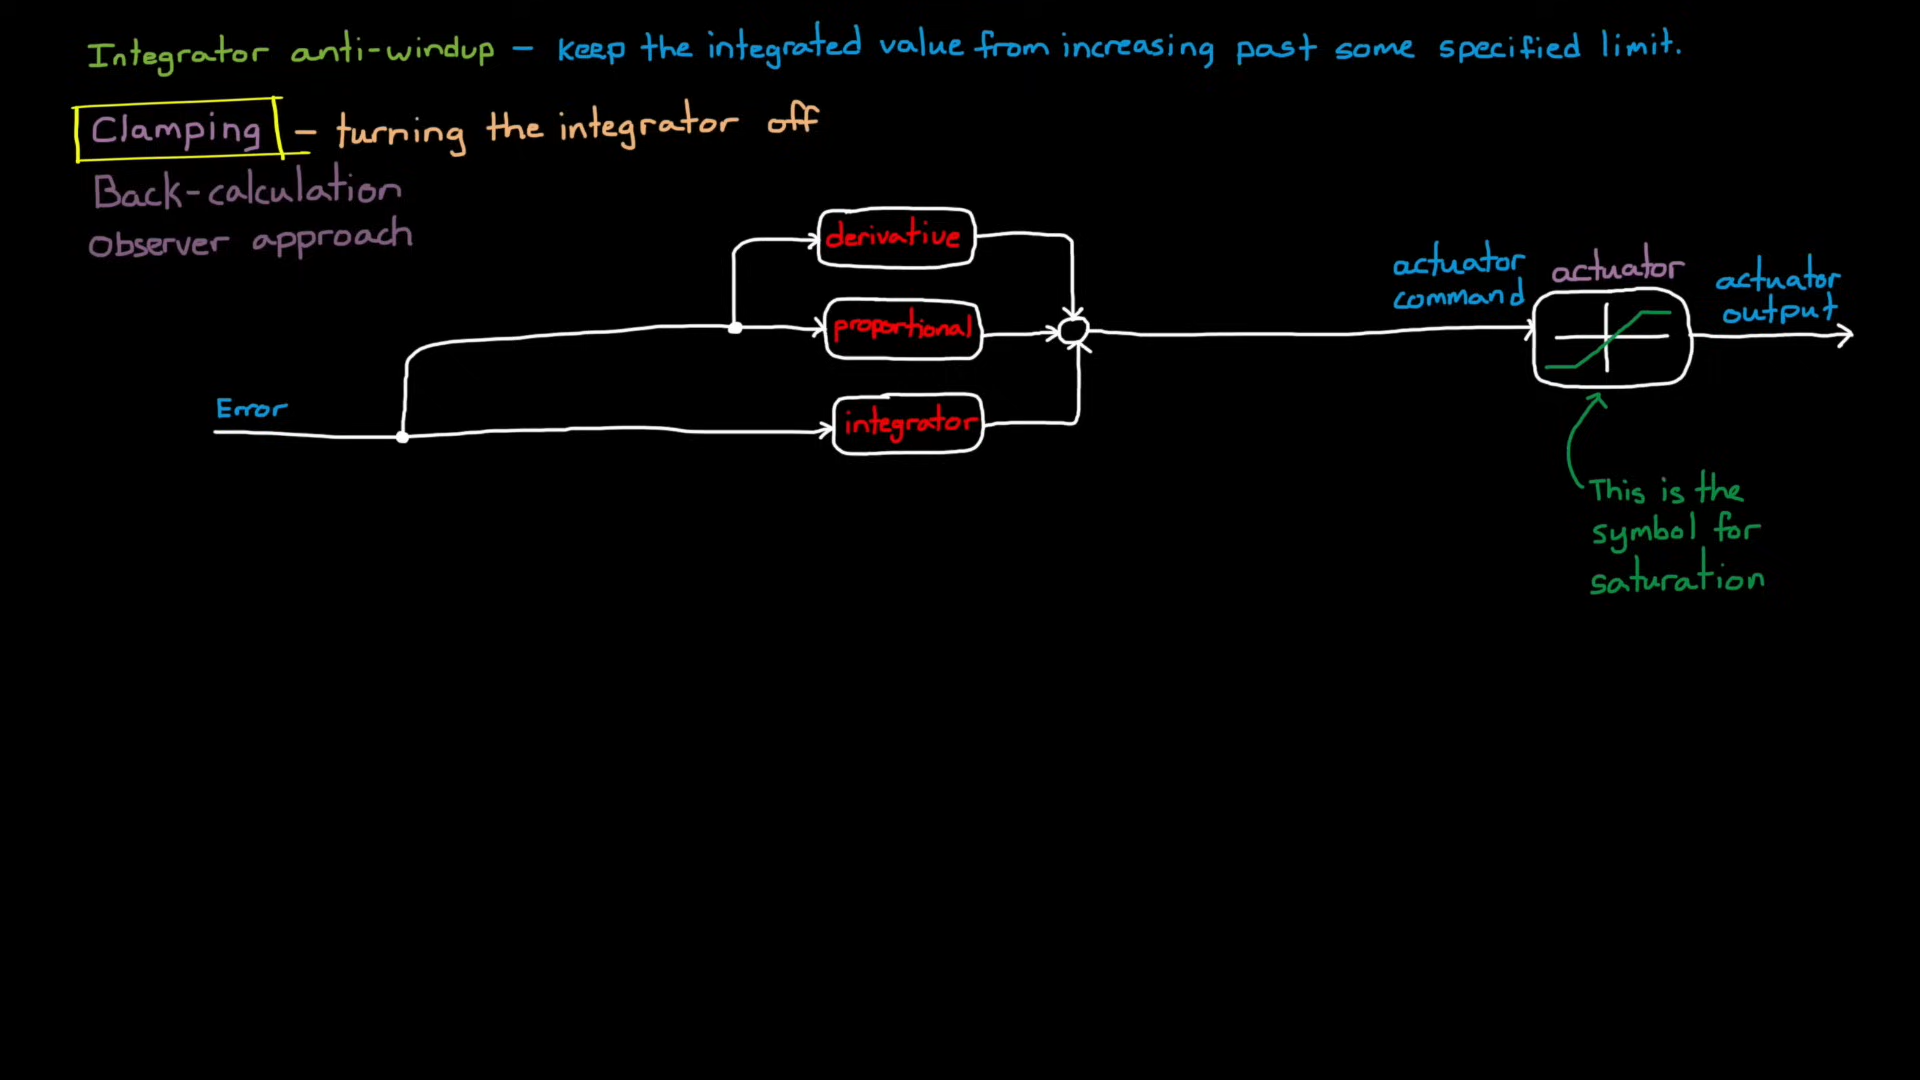 Integrator anti-windup – keep the integrated value from increasing past some specified limit.
Clamping – turning the integrator off
Back-calculation
observer approach
derivative
proportional
integrator
Error
actuator
command
actuator
actuator
output
This is the
symbol for
saturation